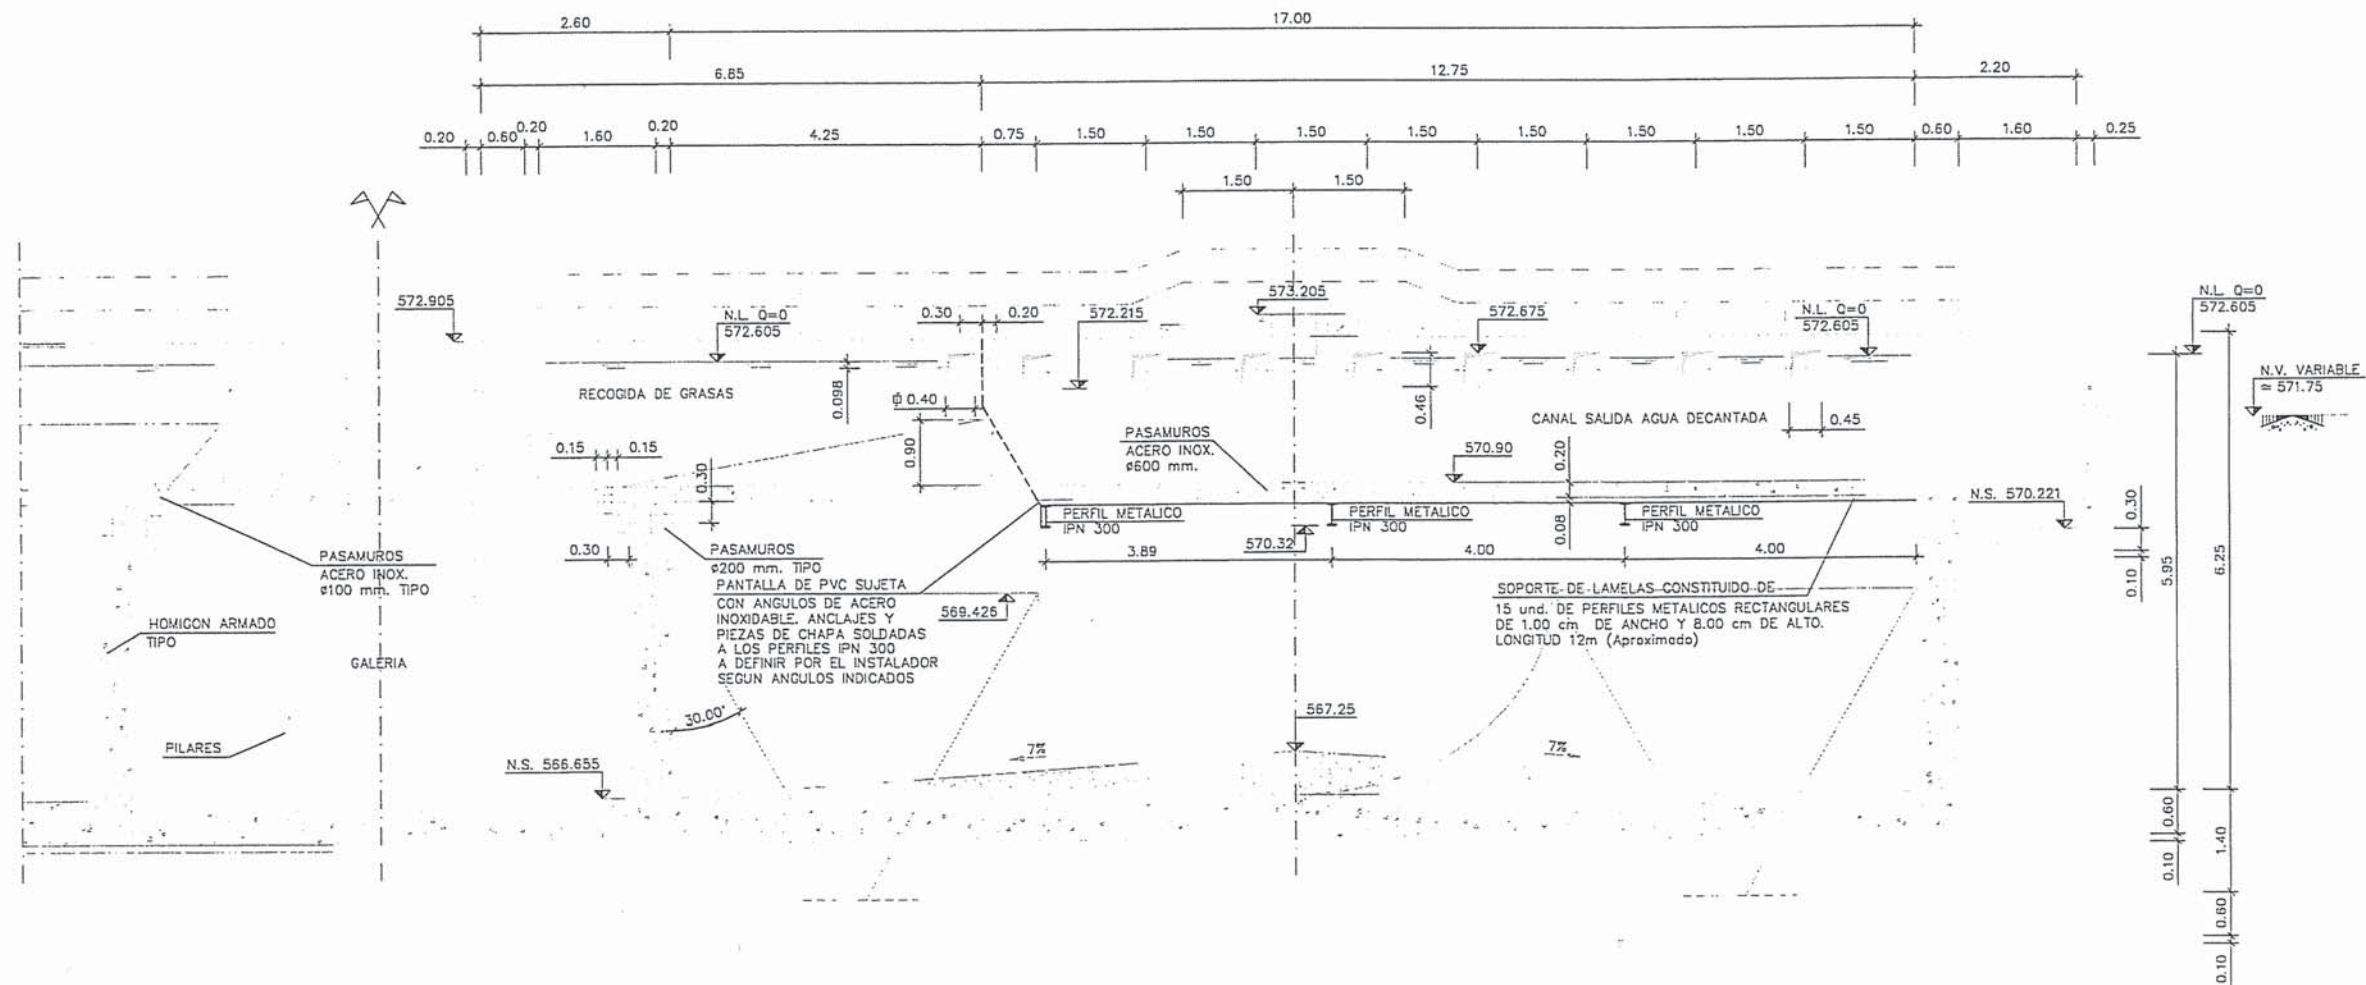 2.60
17.00
6.85
12.75
2.20
0.20
0.60
0.20
1.60
0.20
4.25
0.75
1.50
1.50
1.50
1.50
1.50
1.50
1.50
1.50
0.60
1.60
0.25
1.50
1.50
572.905
N.L. Q=0
572.605
0.30
0.20
572.215
573.205
572.675
N.L. Q=0
572.605
N.L. Q=0
572.605
N.V. VARIABLE
≃ 571.75
RECOGIDA DE GRASAS
0.098
ϕ 0.40
0.90
0.46
CANAL SALIDA AGUA DECANTADA
0.45
0.15
0.15
0.30
PASAMUROS
ACERO INOX.
ø600 mm.
570.90
0.20
N.S. 570.221
0.30
0.10
5.95
6.25
PERFIL METALICO
IPN 300
PERFIL METALICO
IPN 300
PERFIL METALICO
IPN 300
0.08
570.32
3.89
4.00
4.00
PASAMUROS
ACERO INOX.
ø100 mm. TIPO
0.30
PASAMUROS
ø200 mm. TIPO
PANTALLA DE PVC SUJETA
CON ANGULOS DE ACERO
INOXIDABLE. ANCLAJES Y
PIEZAS DE CHAPA SOLDADAS
A LOS PERFILES IPN 300
A DEFINIR POR EL INSTALADOR
SEGUN ANGULOS INDICADOS
569.426
SOPORTE DE LAMELAS CONSTITUIDO DE
15 und. DE PERFILES METALICOS RECTANGULARES
DE 1.00 cm DE ANCHO Y 8.00 cm DE ALTO.
LONGITUD 12m (Aproximado)
HOMIGON ARMADO
TIPO
GALERIA
30.00°
567.25
PILARES
7%
7%
N.S. 566.655
0.60
0.10
1.40
0.60
0.10